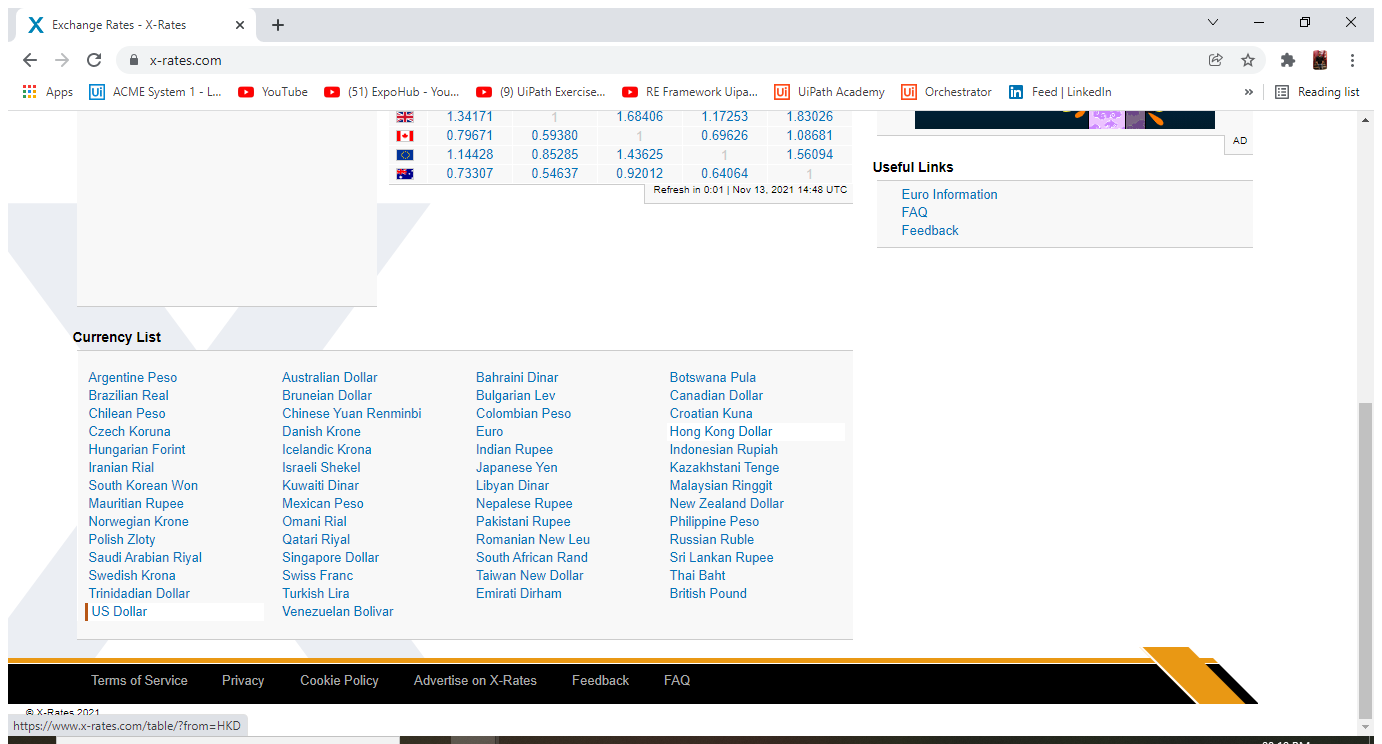 Exchange Rates - X-Rates
x-rates.com
Apps ACME System 1 - L... YouTube (51) ExpoHub - You... (9) UiPath Exercise... RE Framework Uipa... UiPath Academy Orchestrator Feed | LinkedIn » Reading list
1.34171 1 1.68406 1.17253 1.83026
0.79671 0.59380 1 0.69626 1.08681
1.14428 0.85285 1.43625 1 1.56094
0.73307 0.54637 0.92012 0.64064 1
Refresh in 0:01 | Nov 13, 2021 14:48 UTC
AD
Useful Links
Euro Information
FAQ
Feedback
Currency List
Argentine Peso Australian Dollar Bahraini Dinar Botswana Pula
Brazilian Real Bruneian Dollar Bulgarian Lev Canadian Dollar
Chilean Peso Chinese Yuan Renminbi Colombian Peso Croatian Kuna
Czech Koruna Danish Krone Euro Hong Kong Dollar
Hungarian Forint Icelandic Krona Indian Rupee Indonesian Rupiah
Iranian Rial Israeli Shekel Japanese Yen Kazakhstani Tenge
South Korean Won Kuwaiti Dinar Libyan Dinar Malaysian Ringgit
Mauritian Rupee Mexican Peso Nepalese Rupee New Zealand Dollar
Norwegian Krone Omani Rial Pakistani Rupee Philippine Peso
Polish Zloty Qatari Riyal Romanian New Leu Russian Ruble
Saudi Arabian Riyal Singapore Dollar South African Rand Sri Lankan Rupee
Swedish Krona Swiss Franc Taiwan New Dollar Thai Baht
Trinidadian Dollar Turkish Lira Emirati Dirham British Pound
US Dollar Venezuelan Bolivar
Terms of Service Privacy Cookie Policy Advertise on X-Rates Feedback FAQ
© X-Rates 2021
https://www.x-rates.com/table/?from=HKD